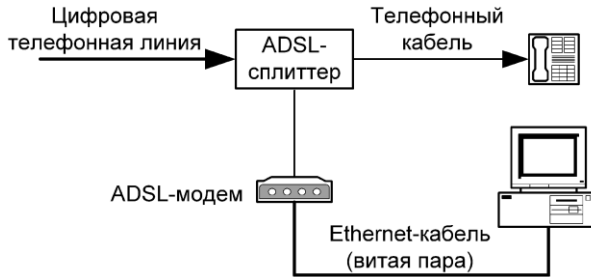 Цифровая
телефонная линия
ADSL-
сплиттер
Телефонный
кабель
ADSL-модем
Ethernet-кабель
(витая пара)